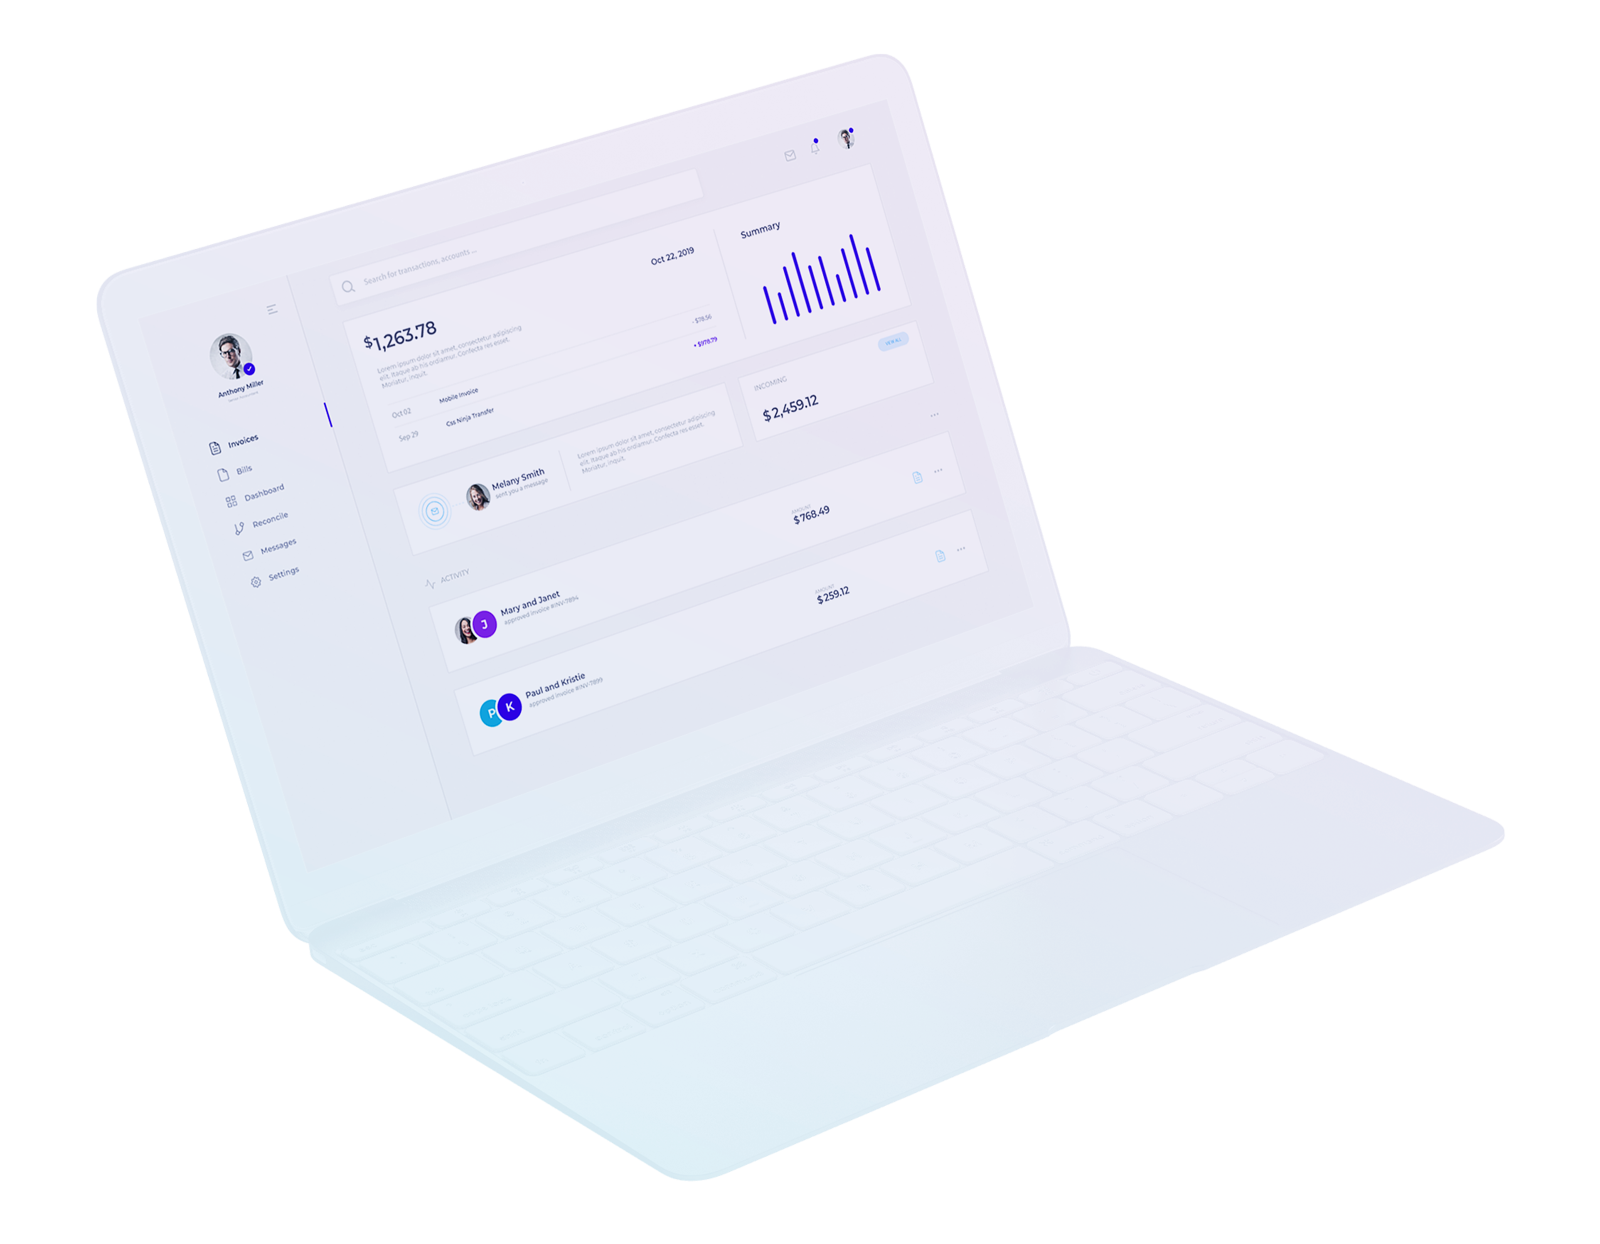 Search for transactions, accounts ...
Anthony Miller
Invoices
Bills
Dashboard
Reconcile
Messages
Settings
$1,263.78
Oct 22, 2019
Lorem ipsum dolor sit amet, consectetur adipiscing
elit. Itaque ab his ordiamur. Confecta res esset.
Moriatur, inquit.
Oct 02
Mobile Invoice
- $78.56
Sep 29
Css Ninja Transfer
+ $978.79
Summary
Melany Smith
sent you a message
Lorem ipsum dolor sit amet, consectetur adipiscing
elit. Itaque ab his ordiamur. Confecta res esset.
Moriatur, inquit.
INCOMING
VIEW ALL
$2,459.12
ACTIVITY
J
Mary and Janet
Approved invoice #INV-7894
AMOUNT
$768.49
P
K
Paul and Kristie
Approved invoice #INV-7899
AMOUNT
$259.12